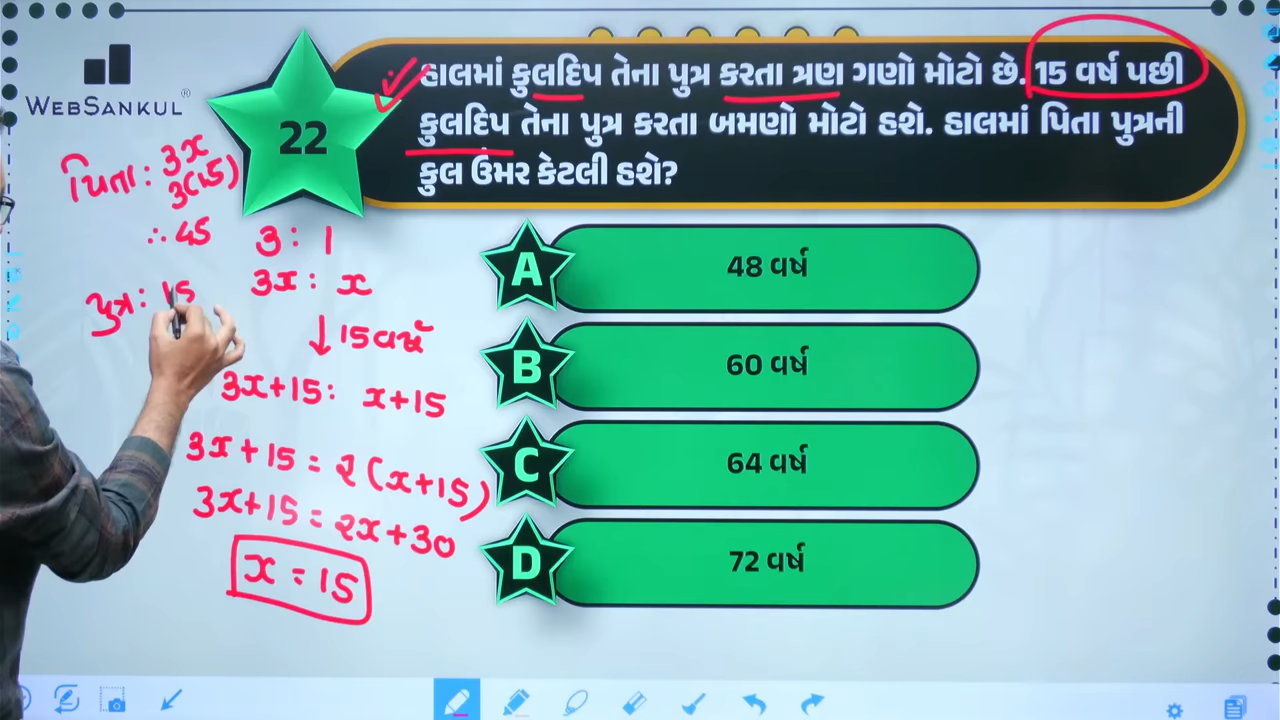 WEBSANKUL®
22
હાલમાં કુલદિપ તેના પુત્ર કરતા ત્રણ ગણો મોટો છે. 15 વર્ષ પછી
કુલદિપ તેના પુત્ર કરતા બમણો મોટો હશે. હાલમાં પિતા પુત્રની
કુલ ઉંમર કેટલી હશે?
પિતા : 3x
3(15)
∴ 45
પુત્ર : 15
3 : 1
3x : x
↓ 15 વર્ષ
3x+15 : x+15
3x+15 = 2(x+15)
3x+15 = 2x+30
x = 15
A 48 વર્ષ
B 60 વર્ષ
C 64 વર્ષ
D 72 વર્ષ